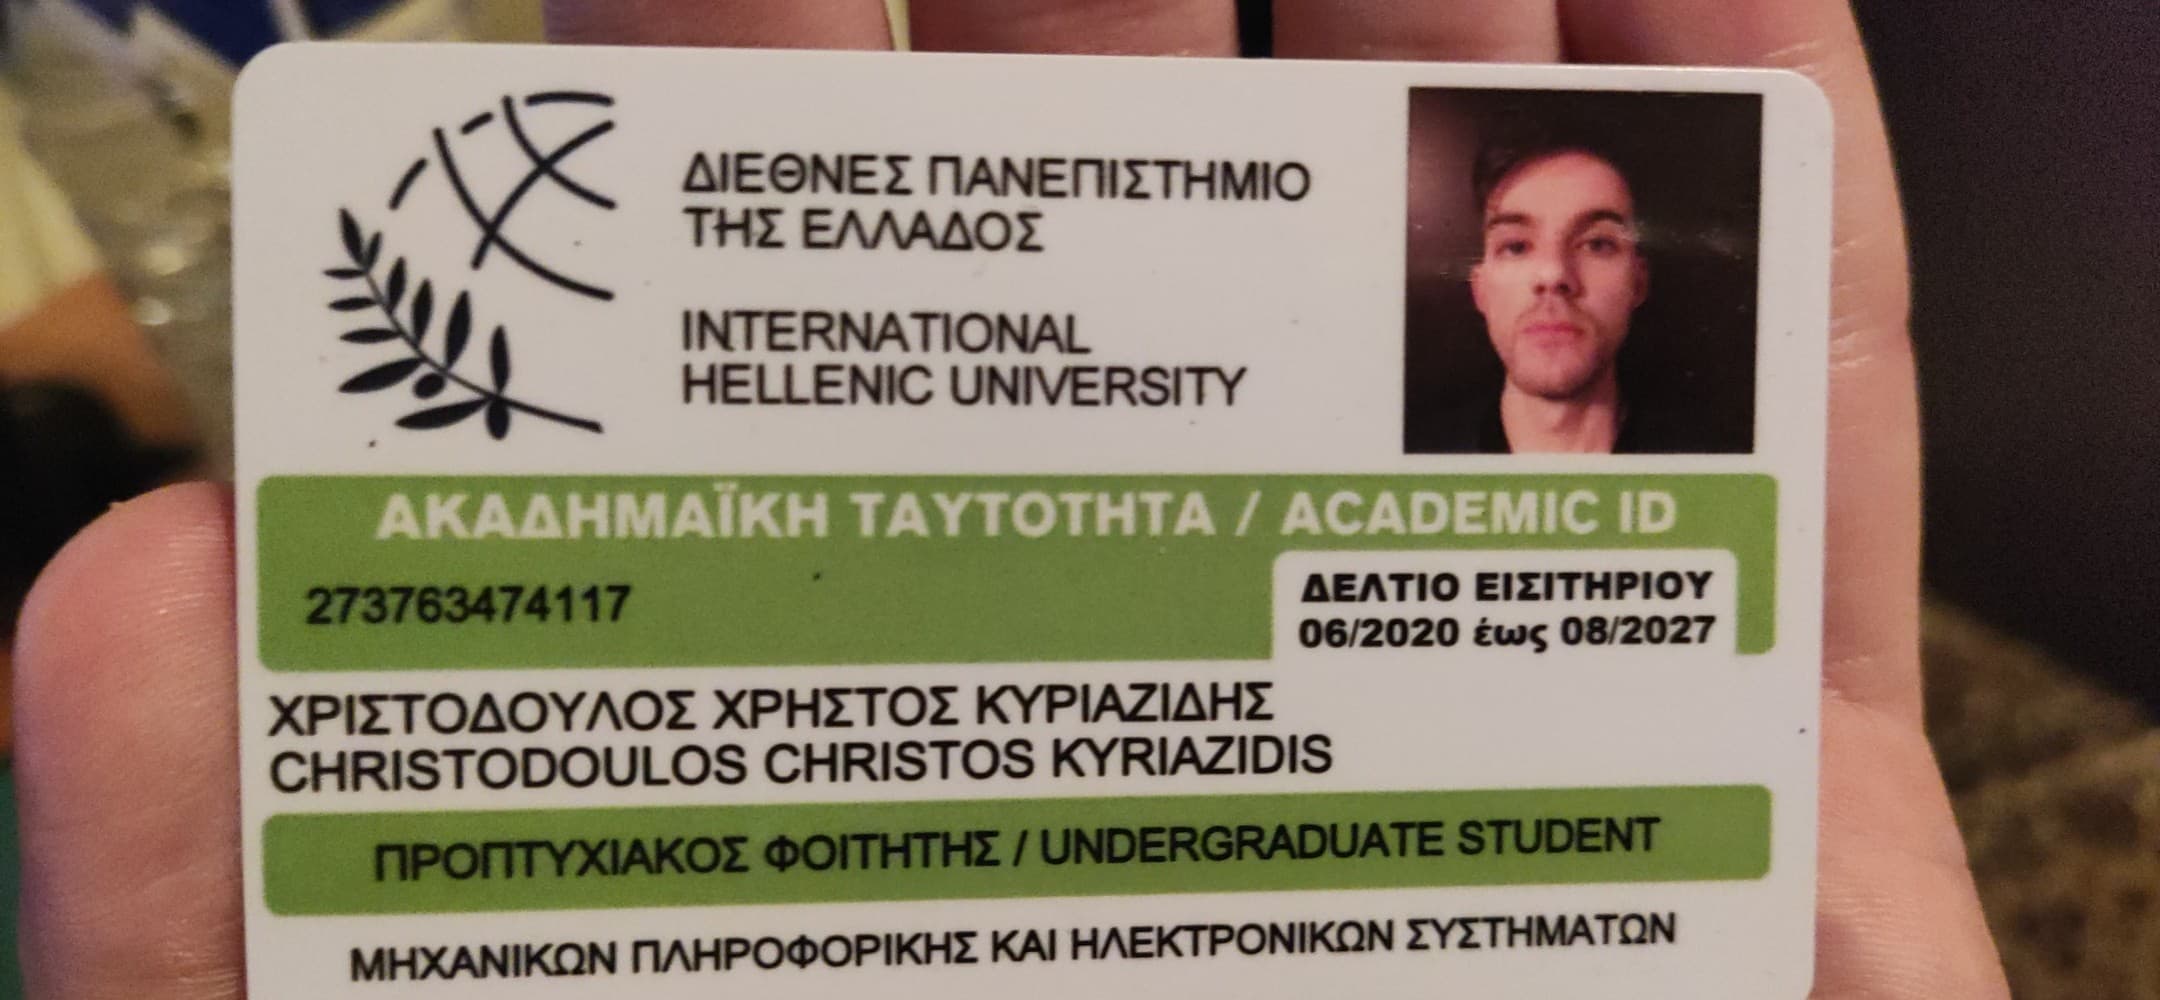 ΔΙΕΘΝΕΣ ΠΑΝΕΠΙΣΤΗΜΙΟ
ΤΗΣ ΕΛΛΑΔΟΣ
INTERNATIONAL
HELLENIC UNIVERSITY
ΑΚΑΔΗΜΑΪΚΗ ΤΑΥΤΟΤΗΤΑ / ACADEMIC ID
273763474117
ΔΕΛΤΙΟ ΕΙΣΙΤΗΡΙΟΥ
06/2020 έως 08/2027
ΧΡΙΣΤΟΔΟΥΛΟΣ ΧΡΗΣΤΟΣ ΚΥΡΙΑΖΙΔΗΣ
CHRISTODOULOS CHRISTOS KYRIAZIDIS
ΠΡΟΠΤΥΧΙΑΚΟΣ ΦΟΙΤΗΤΗΣ / UNDERGRADUATE STUDENT
ΜΗΧΑΝΙΚΩΝ ΠΛΗΡΟΦΟΡΙΚΗΣ ΚΑΙ ΗΛΕΚΤΡΟΝΙΚΩΝ ΣΥΣΤΗΜΑΤΩΝ